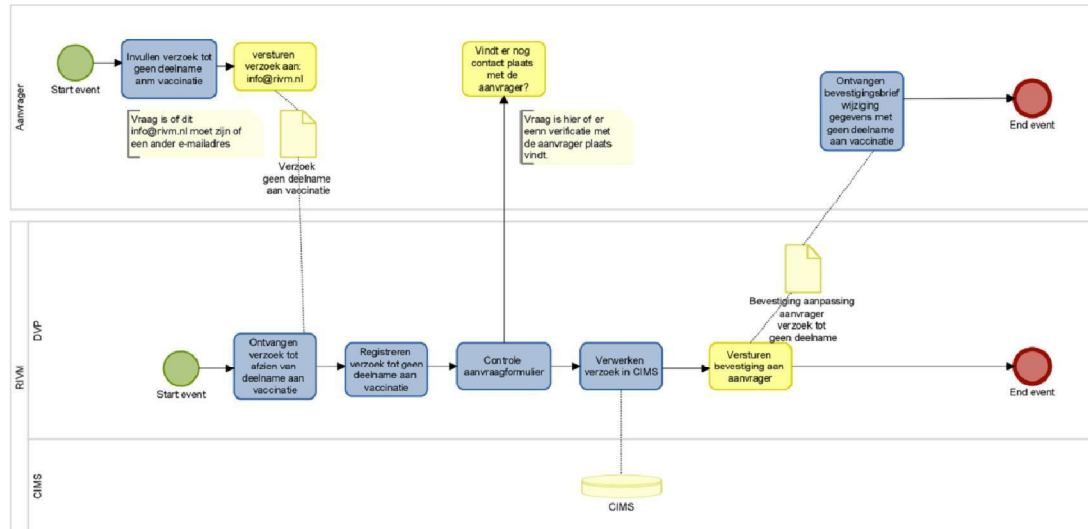 Aanvrager
Start event
Invullen verzoek tot
geen deelname
anm vaccinatie
versturen
verzoek aan:
info@rivm.nl
Vraag is of dit
info@rivm.nl moet zijn of
een ander e-mailadres
Verzoek
geen deelname
aan vaccinatie
Vindt er nog
contact plaats
met de
aanvrager?
Vraag is hier of er
eenn verificatie met
de aanvrager plaats
vindt.
Ontvangen
bevestigingsbrief
wijziging
gegevens met
geen deelname
aan vaccinatie
End event
RIVM
DVP
Start event
Ontvangen
verzoek tot
afzien van
deelname aan
vaccinatie
Registreren
verzoek tot geen
deelname aan
vaccinatie
Controle
aanvraagformulier
Verwerken
verzoek in CIMS
Bevestiging aanpassing
aanvrager
verzoek tot
geen deelname
Versturen
bevestiging aan
aanvrager
End event
CIMS
CIMS